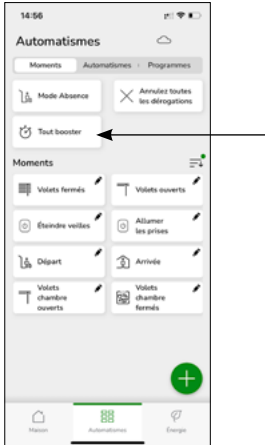 14:56
Automatismes
Moments Automatismes · Programmes
Mode Absence
Annulez toutes
les dérogations
Tout booster
Moments
Volets fermés
Volets ouverts
Éteindre veilles
Allumer
les prises
Départ
Arrivée
Volets
chambre
ouverts
Volets
chambre
fermés
Maison
Automatismes
Énergie